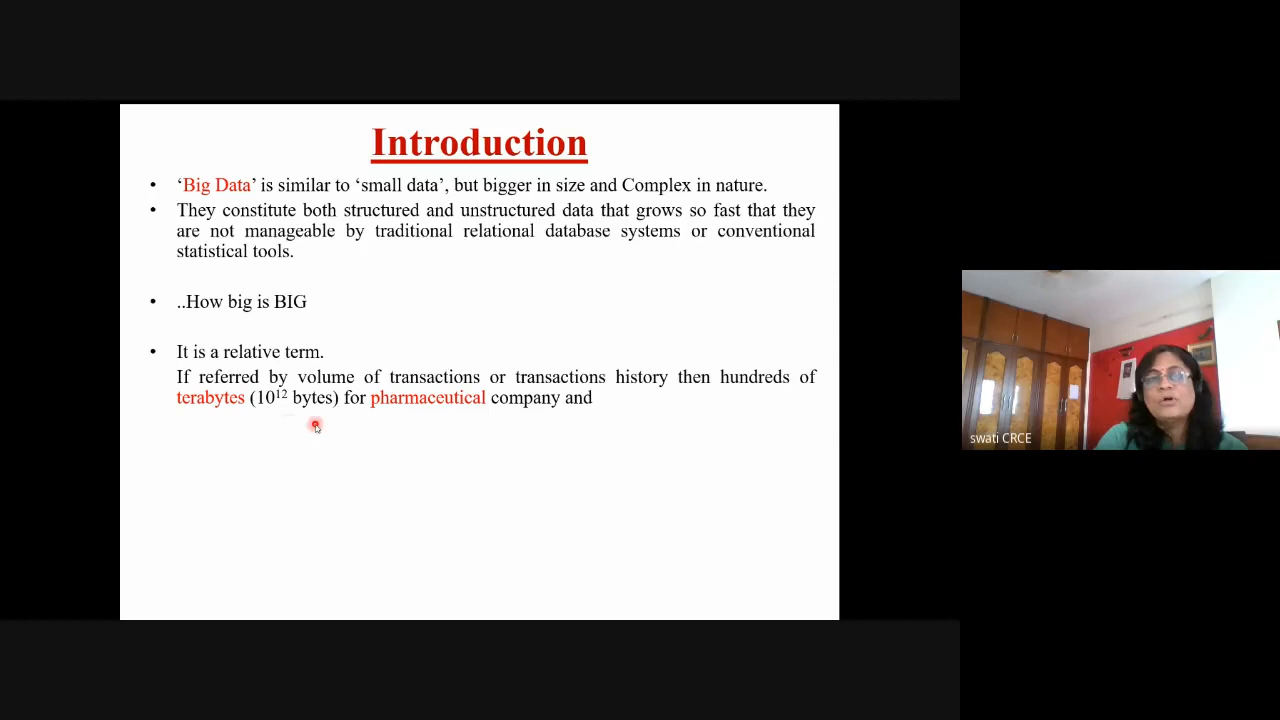 Introduction
• ‘Big Data’ is similar to ‘small data’, but bigger in size and Complex in nature.
• They constitute both structured and unstructured data that grows so fast that they
are not manageable by traditional relational database systems or conventional
statistical tools.
• ..How big is BIG
• It is a relative term.
If referred by volume of transactions or transactions history then hundreds of
terabytes (10¹² bytes) for pharmaceutical company and
swati CRCE